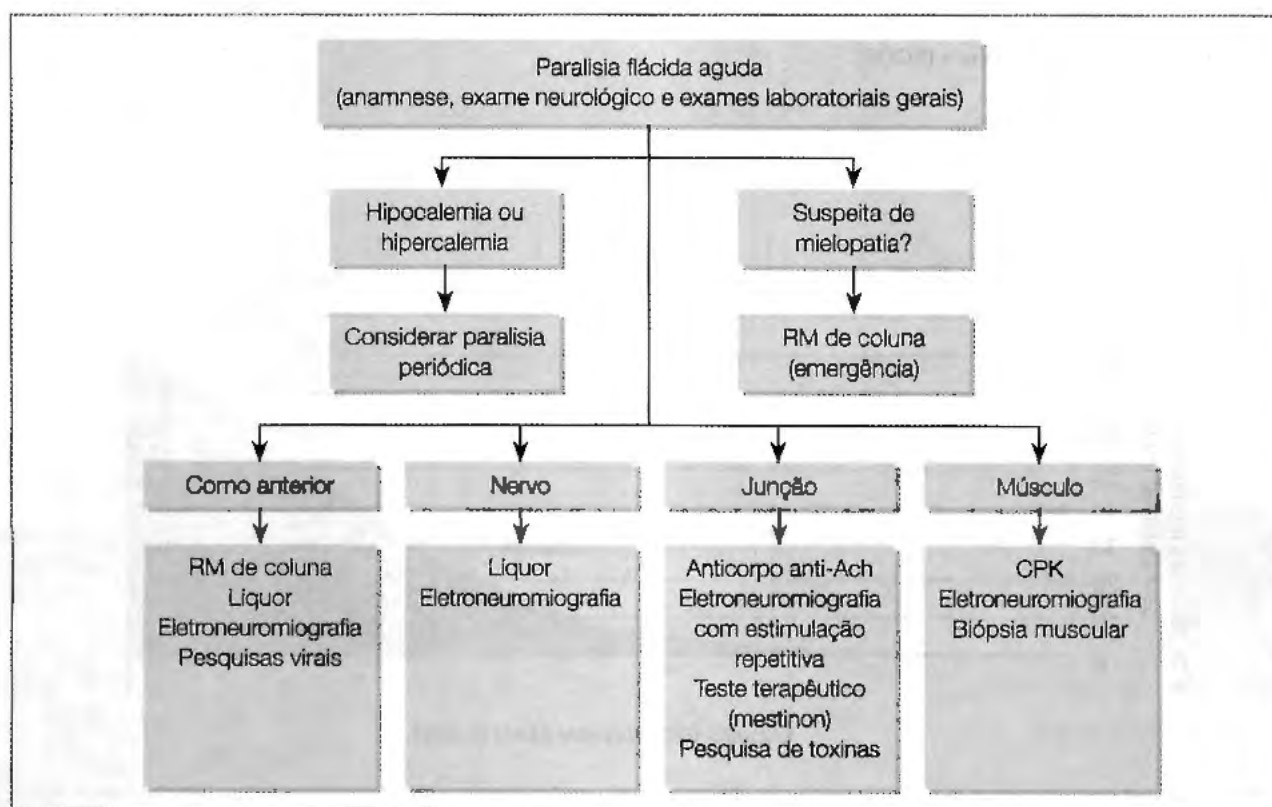 Paralisia flácida aguda
(anamnese, exame neurológico e exames laboratoriais gerais)
Hipocalemia ou
hipercalemia
Suspeita de
mielopatia?
Considerar paralisia
periódica
RM de coluna
(emergência)
Corno anterior
Nervo
Junção
Músculo
RM de coluna
Líquor
Eletroneuromiografia
Pesquisas virais
Líquor
Eletroneuromiografia
Anticorpo anti-Ach
Eletroneuromiografia
com estimulação
repetitiva
Teste terapêutico
(mestinon)
Pesquisa de toxinas
CPK
Eletroneuromiografia
Biópsia muscular